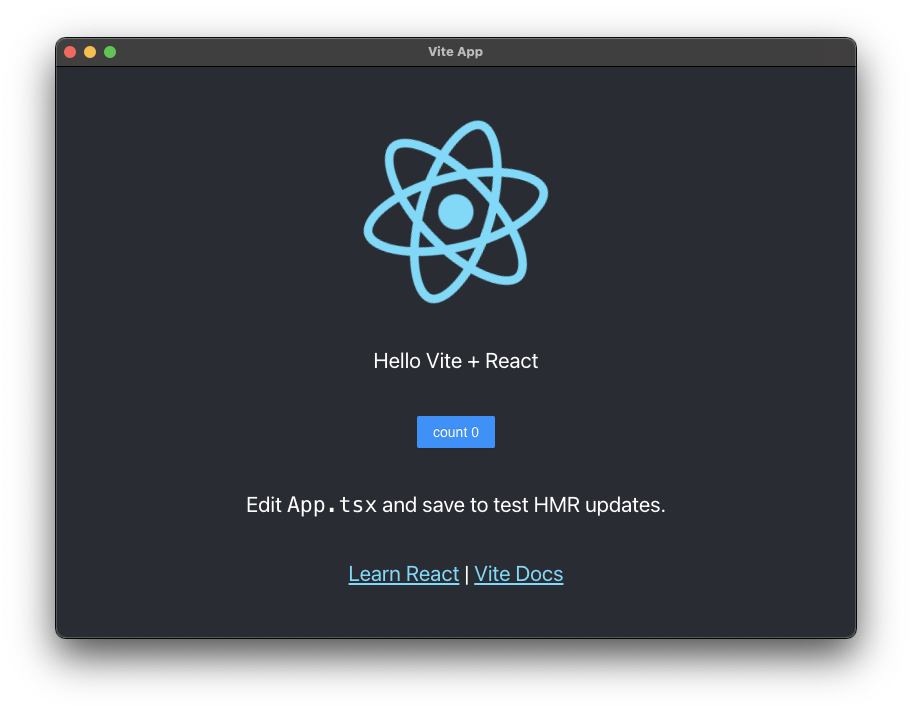 Vite App
Hello Vite + React
count 0
Edit App.tsx and save to test HMR updates.
Learn React | Vite Docs